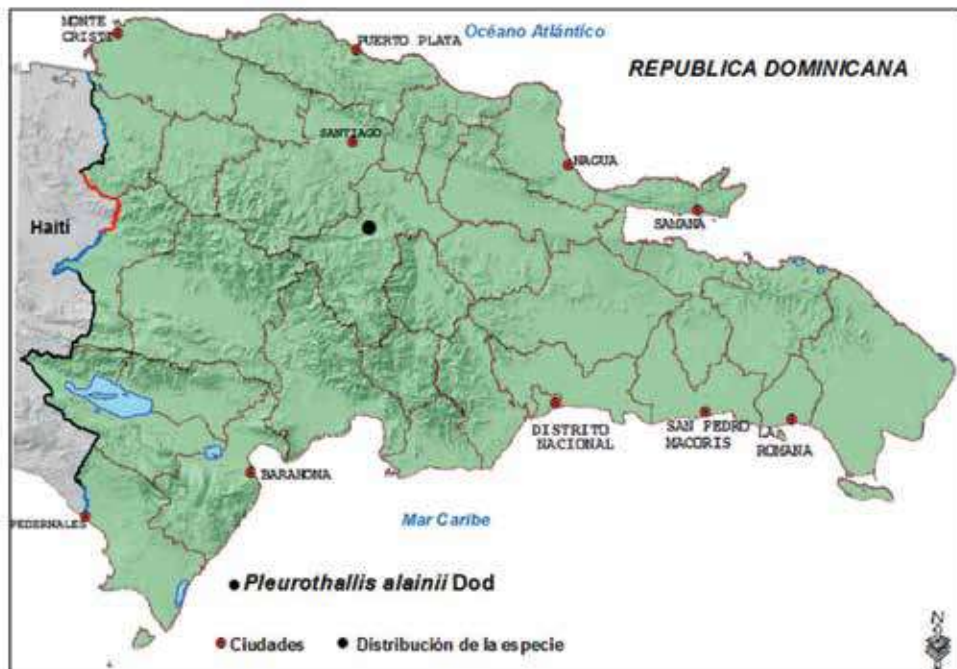 MONTE
CRISTI
PUERTO PLATA
Océano Atlántico
REPUBLICA DOMINICANA
SANTIAGO
NAGUA
SAMANA
Haití
DISTRITO
NACIONAL
SAN PEDRO
MACORIS
LA
ROMANA
BARAHONA
PEDERNALES
Mar Caribe
Pleurothallis alainii Dod
Ciudades
Distribución de la especie
N